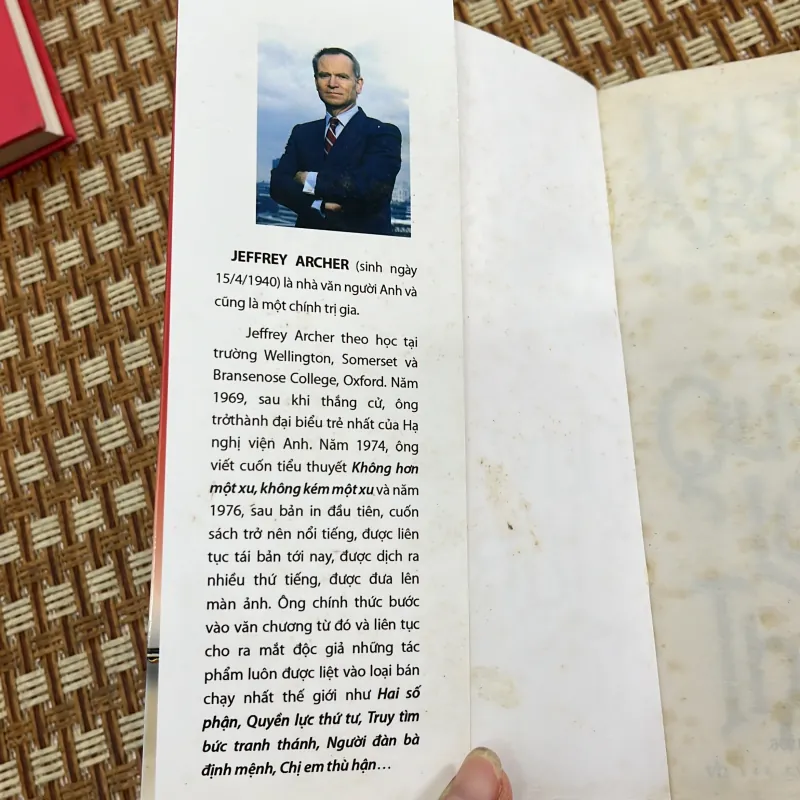 JEFFREY ARCHER (sinh ngày
15/4/1940) là nhà văn người Anh và
cũng là một chính trị gia.
Jeffrey Archer theo học tại
trường Wellington, Somerset và
Bransenose College, Oxford. Năm
1969, sau khi thắng cử, ông
trởthành đại biểu trẻ nhất của Hạ
nghị viện Anh. Năm 1974, ông
viết cuốn tiểu thuyết Không hơn
một xu, không kém một xu và năm
1976, sau bản in đầu tiên, cuốn
sách trở nên nổi tiếng, được liên
tục tái bản tới nay, được dịch ra
nhiều thứ tiếng, được đưa lên
màn ảnh. Ông chính thức bước
vào văn chương từ đó và liên tục
cho ra mắt độc giả những tác
phẩm luôn được liệt vào loại bán
chạy nhất thế giới như Hai số
phận, Quyền lực thứ tư, Truy tìm
bức tranh thánh, Người đàn bà
định mệnh, Chị em thù hận...